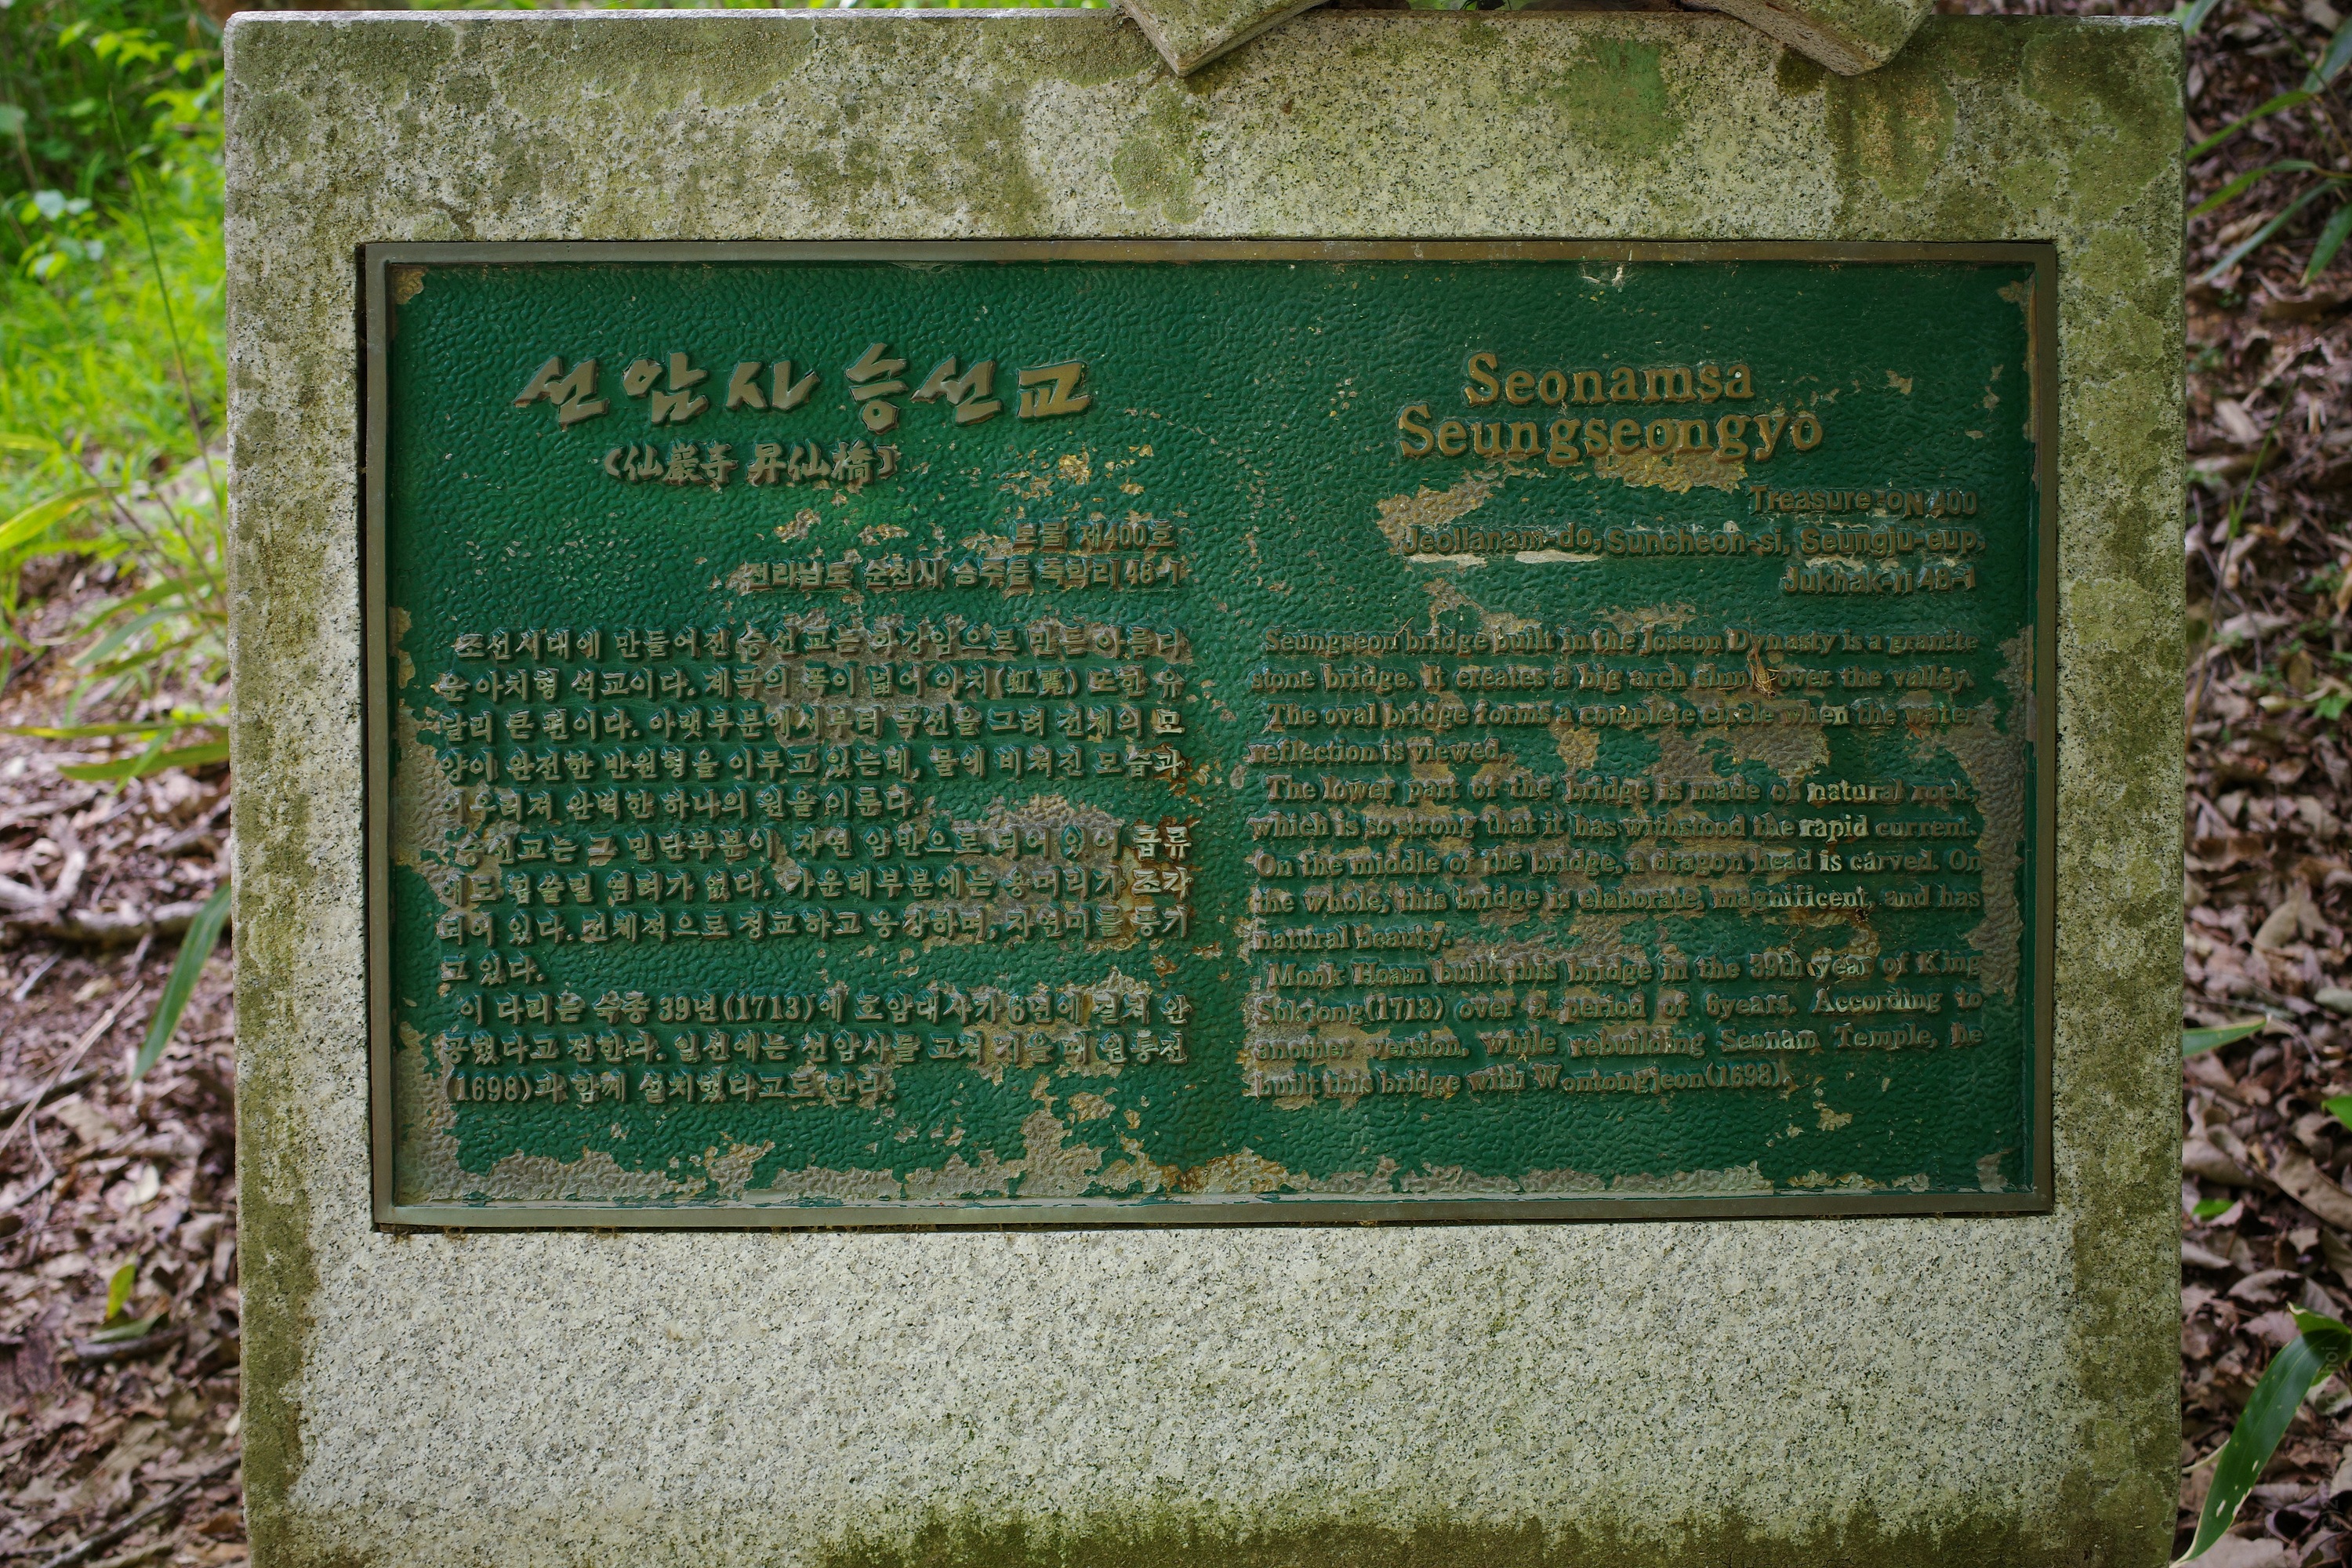 선암사 승선교
(仙巖寺 昇仙橋)
보물 제400호
전라남도 순천시 승주읍 죽학리 48-1
조선시대에 만들어진 승선교는 화강암으로 만든 아름다
운 아치형 석교이다. 계곡의 폭이 넓어 아치(虹霓) 또한 유
달리 큰 편이다. 아랫부분에서부터 곡선을 그려 전체의 모
양이 완전한 반원형을 이루고 있는데, 물에 비쳐진 모습과
어우러져 완벽한 하나의 원을 이룬다.
승선교는 그 밑단부분이 자연 암반으로 되어 있어 급류
에도 휩쓸릴 염려가 없다. 가운데부분에는 용머리가 조각
되어 있다. 전체적으로 정교하고 웅장하며, 자연미를 풍기
고 있다.
이 다리는 숙종 39년(1713)에 호암대사가 6년에 걸쳐 완
공했다고 전한다. 일설에는 선암사를 고쳐 지을 때 원통전
(1698)과 함께 설치했다고도 한다.
Seonamsa
Seungseongyo
Treasure on 400
Jeollanam-do, Suncheon-si, Seungju-eup,
Jukhak-ri 48-1
Seungseon bridge built in the Joseon Dynasty is a granite
stone bridge. It creates a big arch over the valley.
The oval bridge forms a complete circle when the water
reflection is viewed.
The lower part of the bridge is made of natural rock,
which is so strong that it has withstood the rapid current.
On the middle of the bridge, a dragon head is carved. On
the whole, this bridge is elaborate, magnificent, and has
natural beauty.
Monk Hoam built this bridge in the 39th year of King
Sukjong(1713) over a period of 6years. According to
another version, while rebuilding Seonam Temple, he
built this bridge with Wontongjeon(1698).